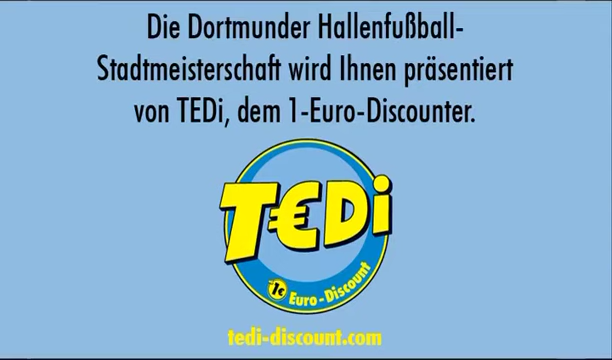 Die Dortmunder Hallenfußball-
Stadtmeisterschaft wird Ihnen präsentiert
von TEDi, dem 1-Euro-Discounter.
T€Di
1€ Euro-Discount
tedi-discount.com